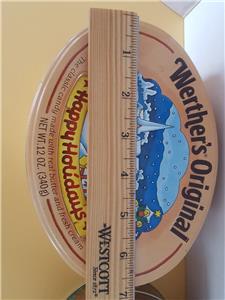 Werther's Original
Happy Holidays
The classic candy made with real butter and fresh cream
NET WT. 12 OZ. (340g)
1
2
3
4
5
6
7
WESTCOTT
Since 1872